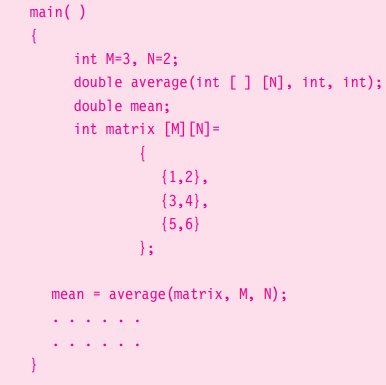 main( )
{
int M=3, N=2;
double average(int [ ] [N], int, int);
double mean;
int matrix [M][N]=
{
{1,2},
{3,4},
{5,6}
};
mean = average(matrix, M, N);
. . . . . .
. . . . . .
}